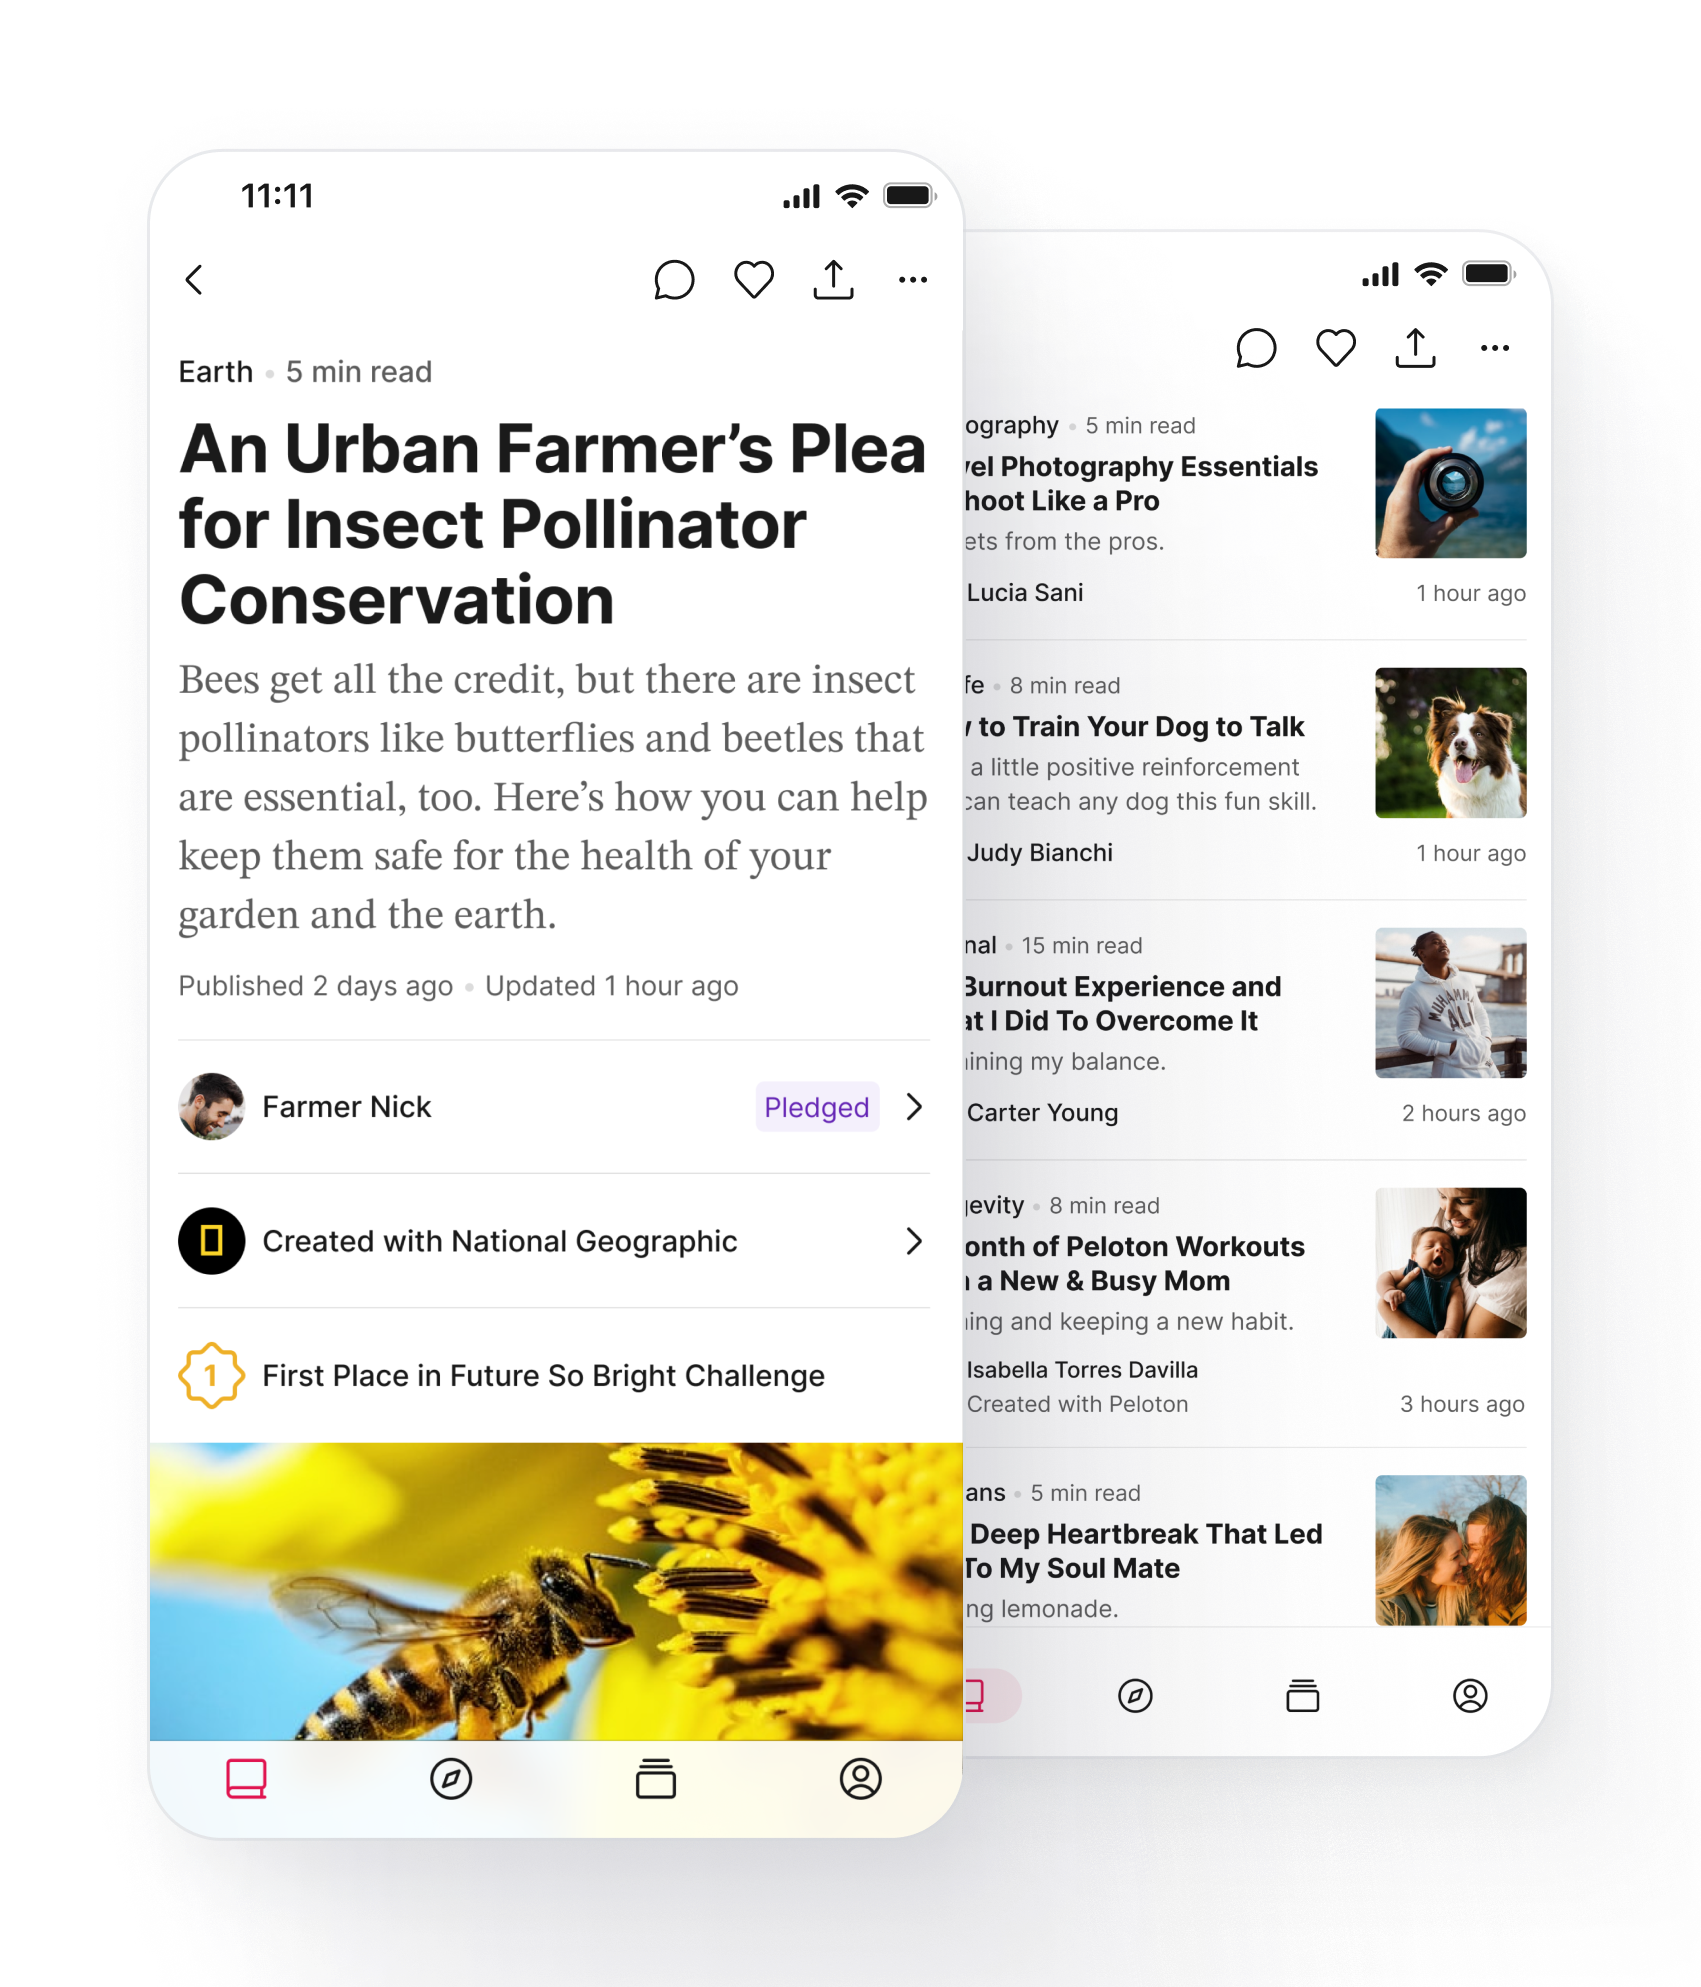 11:11
Earth • 5 min read
An Urban Farmer’s Plea
for Insect Pollinator
Conservation
Bees get all the credit, but there are insect
pollinators like butterflies and beetles that
are essential, too. Here’s how you can help
keep them safe for the health of your
garden and the earth.
Published 2 days ago • Updated 1 hour ago
Farmer Nick
Pledged
Created with National Geographic
1
First Place in Future So Bright Challenge
ography • 5 min read
vel Photography Essentials
hoot Like a Pro
ets from the pros.
Lucia Sani
1 hour ago
fe • 8 min read
to Train Your Dog to Talk
a little positive reinforcement
can teach any dog this fun skill.
Judy Bianchi
1 hour ago
nal • 15 min read
Burnout Experience and
at I Did To Overcome It
ining my balance.
MUHAMMA
ALI
Carter Young
2 hours ago
evity • 8 min read
onth of Peloton Workouts
a New & Busy Mom
ing and keeping a new habit.
Isabella Torres Davilla
Created with Peloton
3 hours ago
ans • 5 min read
Deep Heartbreak That Led
To My Soul Mate
ng lemonade.